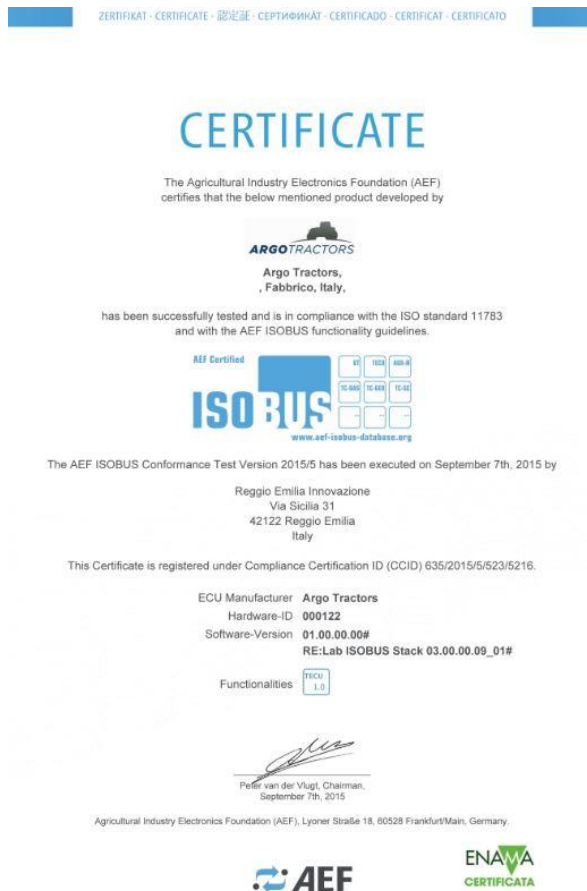 ZERTIFIKAT - CERTIFICATE - 認定証 - СЕРТИФИКАТ - CERTIFICADO - CERTIFICAT - CERTIFICATO
CERTIFICATE
The Agricultural Industry Electronics Foundation (AEF)
certifies that the below mentioned product developed by
ARGOTRACTORS
Argo Tractors,
, Fabbrico, Italy,
has been successfully tested and is in compliance with the ISO standard 11783
and with the AEF ISOBUS functionality guidelines.
AEF Certified
UT TECU AUX-N
TC-BAS TC-GEO TC-SC
ISOBUS
www.aef-isobus-database.org
The AEF ISOBUS Conformance Test Version 2015/5 has been executed on September 7th, 2015 by
Reggio Emilia Innovazione
Via Sicilia 31
42122 Reggio Emilia
Italy
This Certificate is registered under Compliance Certification ID (CCID) 635/2015/5/523/5216.
ECU Manufacturer Argo Tractors
Hardware-ID 000122
Software-Version 01.00.00.00#
RE:Lab ISOBUS Stack 03.00.00.09_01#
Functionalities TECU 1.0
Peter van der Vlugt, Chairman,
September 7th, 2015
Agricultural Industry Electronics Foundation (AEF), Lyoner Straße 18, 60528 Frankfurt/Main, Germany.
AEF
ENAMA
CERTIFICATA